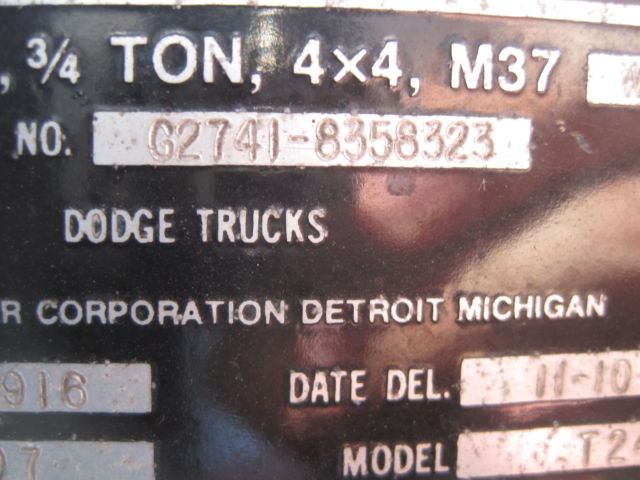 , 3/4 TON, 4×4, M37 W
NO. G2741-8358323
DODGE TRUCKS
R CORPORATION DETROIT MICHIGAN
916 DATE DEL. 11-10
97 MODEL T2